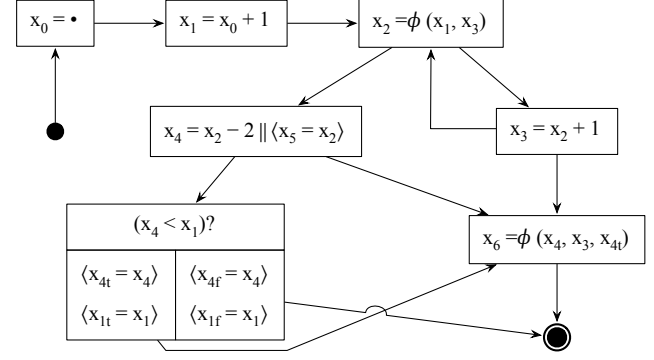 x₀ = •
x₁ = x₀ + 1
x₂ =ϕ (x₁, x₃)
x₄ = x₂ − 2 || ⟨x₅ = x₂⟩
x₃ = x₂ + 1
(x₄ < x₁)?
x₆ =ϕ (x₄, x₃, x₄ₜ)
⟨x₄ₜ = x₄⟩ ⟨x4f = x₄⟩
⟨x₁ₜ = x₁⟩ ⟨x1f = x₁⟩